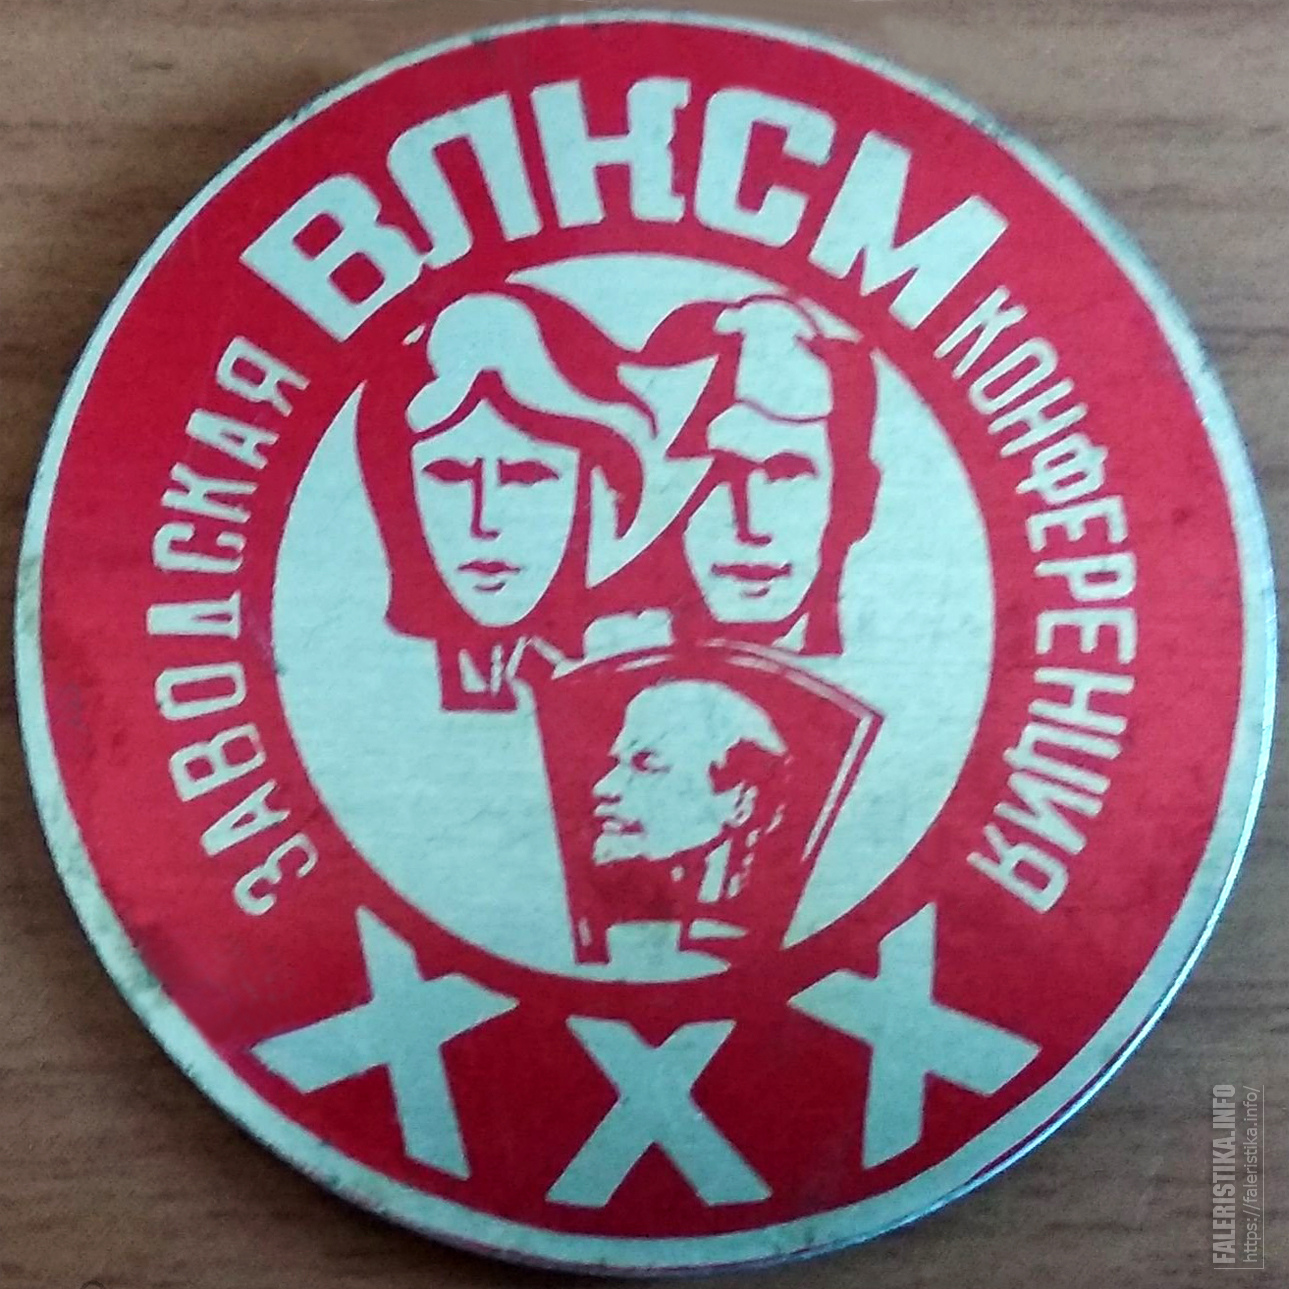 ЗАВОДСКАЯ
ВЛКСМ
КОНФЕРЕНЦИЯ
XXX
FALERISTIKA.INFO
https://faleristika.info/